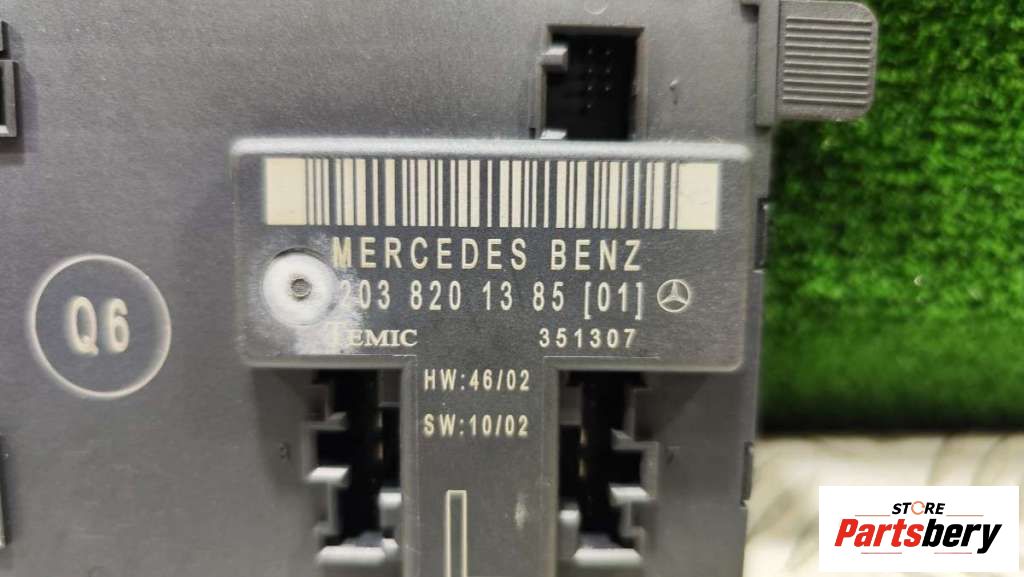 MERCEDES BENZ
203 820 13 85 [01]
TEMIC 351307
HW:46/02
SW:10/02
Q6
STORE
Partsbery